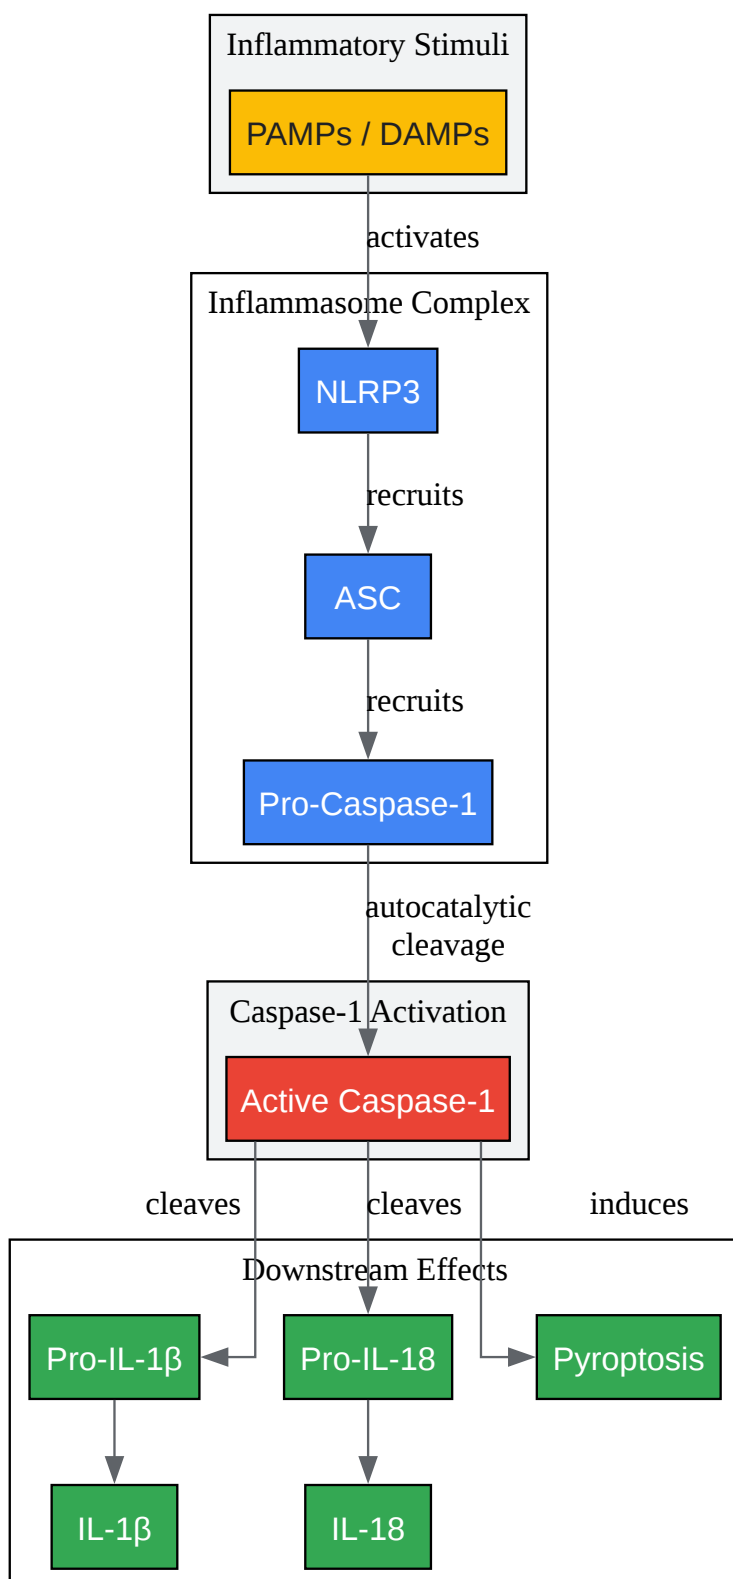 Inflammatory Stimuli
PAMPs / DAMPs
activates
Inflammasome Complex
NLRP3
recruits
ASC
recruits
Pro-Caspase-1
autocatalytic
cleavage
Caspase-1 Activation
Active Caspase-1
cleaves
cleaves
induces
Downstream Effects
Pro-IL-1β
Pro-IL-18
Pyroptosis
IL-1β
IL-18